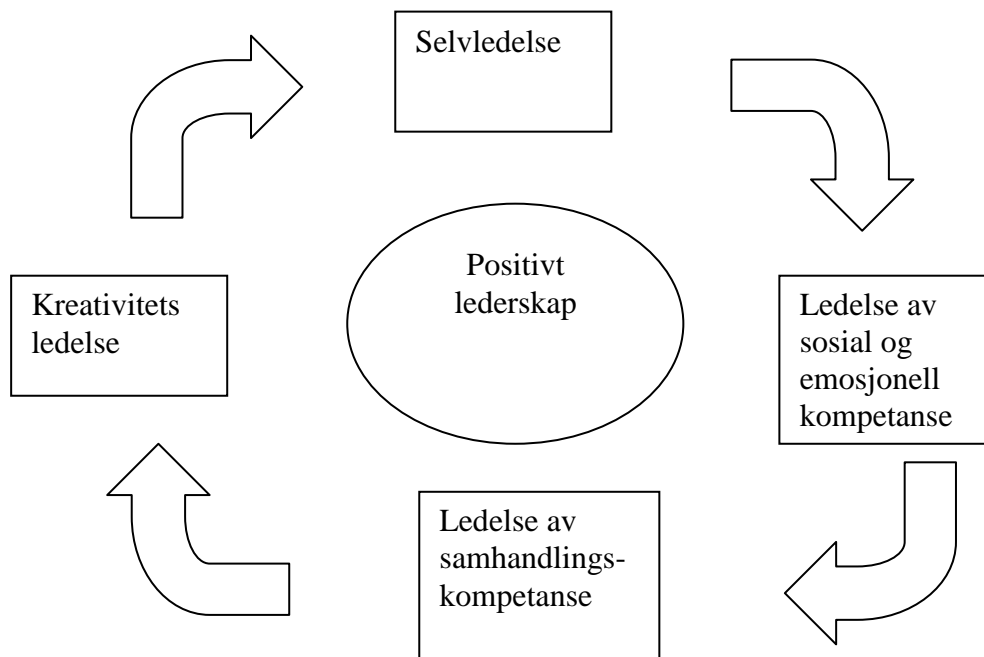 Selvledelse
Positivt
lederskap
Ledelse av
sosial og
emosjonell
kompetanse
Ledelse av
samhandlings-
kompetanse
Kreativitets
ledelse